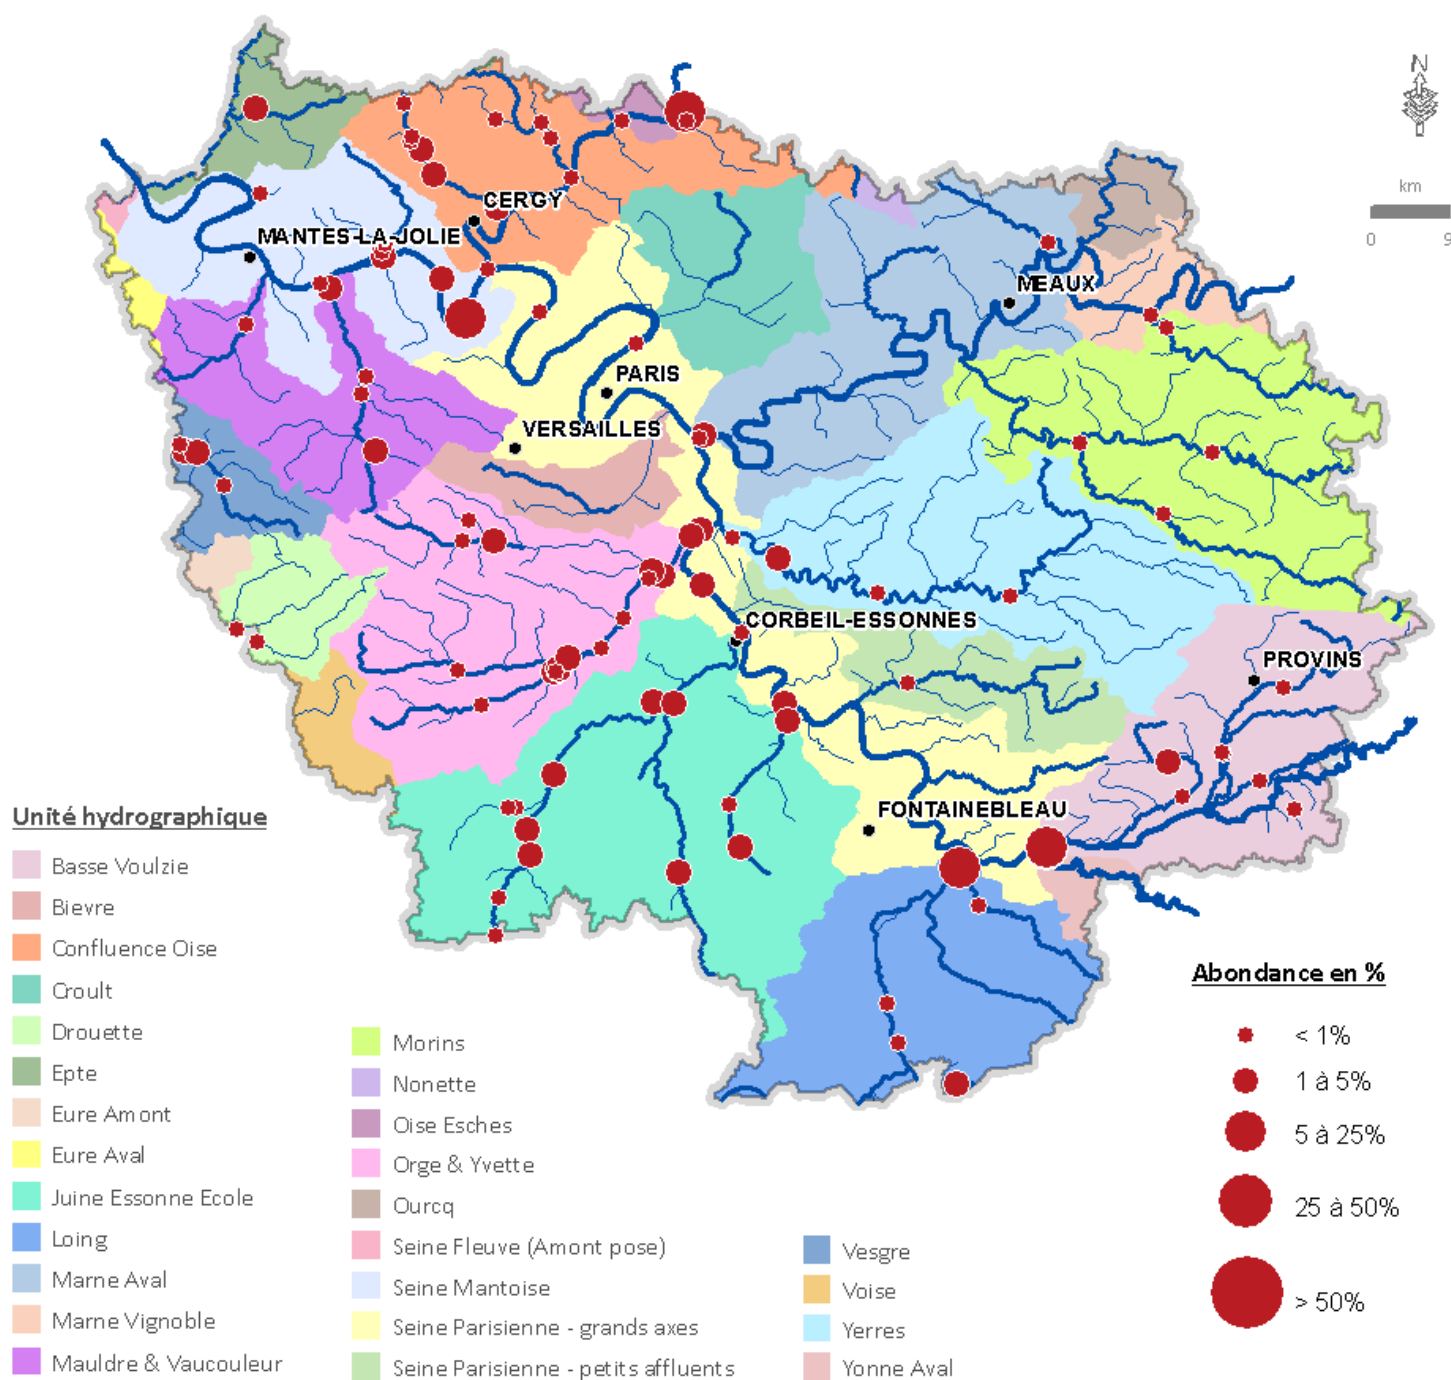 N
km
0 9
CERGY
MANTES-LA-JOLIE
MEAUX
PARIS
VERSAILLES
CORBEIL-ESSONNES
PROVINS
FONTAINEBLEAU
Unité hydrographique
Basse Voulzie
Bievre
Confluence Oise
Croult
Drouette
Epte
Eure Amont
Eure Aval
Juine Essonne Ecole
Loing
Marne Aval
Marne Vignoble
Mauldre & Vaucouleur
Morins
Nonette
Oise Esches
Orge & Yvette
Ourcq
Seine Fleuve (Amont pose)
Seine Mantoise
Seine Parisienne - grands axes
Seine Parisienne - petits affluents
Vesgre
Voise
Yerres
Yonne Aval
Abondance en %
< 1%
1 à 5%
5 à 25%
25 à 50%
> 50%